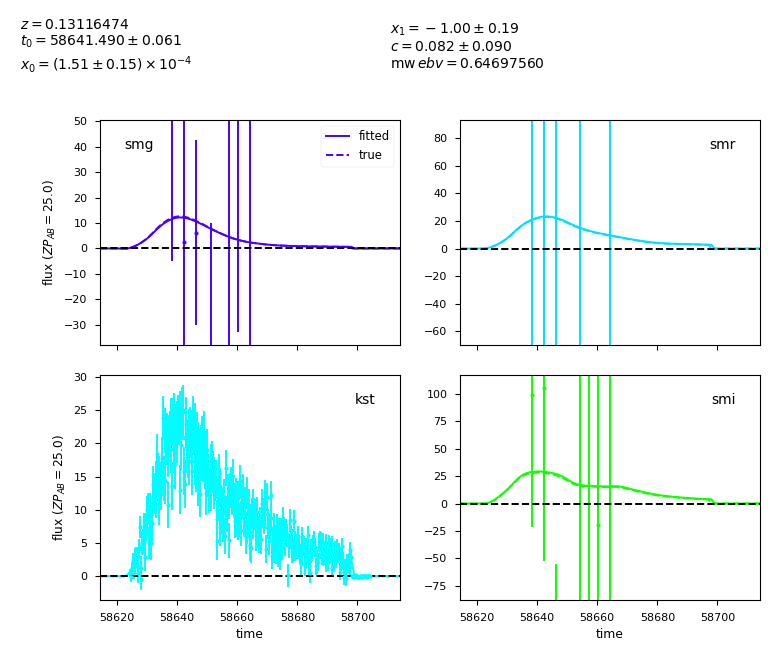 z = 0.13116474
t₀ = 58641.490 ± 0.061
x₀ = (1.51 ± 0.15) × 10⁻⁴
x₁ = −1.00 ± 0.19
c = 0.082 ± 0.090
mw ebv = 0.64697560
50
40
30
20
10
0
−10
−20
−30
flux (ZP_AB = 25.0)
smg
fitted
true
80
60
40
20
0
−20
−40
−60
smr
30
25
20
15
10
5
0
flux (ZP_AB = 25.0)
kst
58620
58640
58660
58680
58700
time
100
75
50
25
0
−25
−50
−75
smi
58620
58640
58660
58680
58700
time